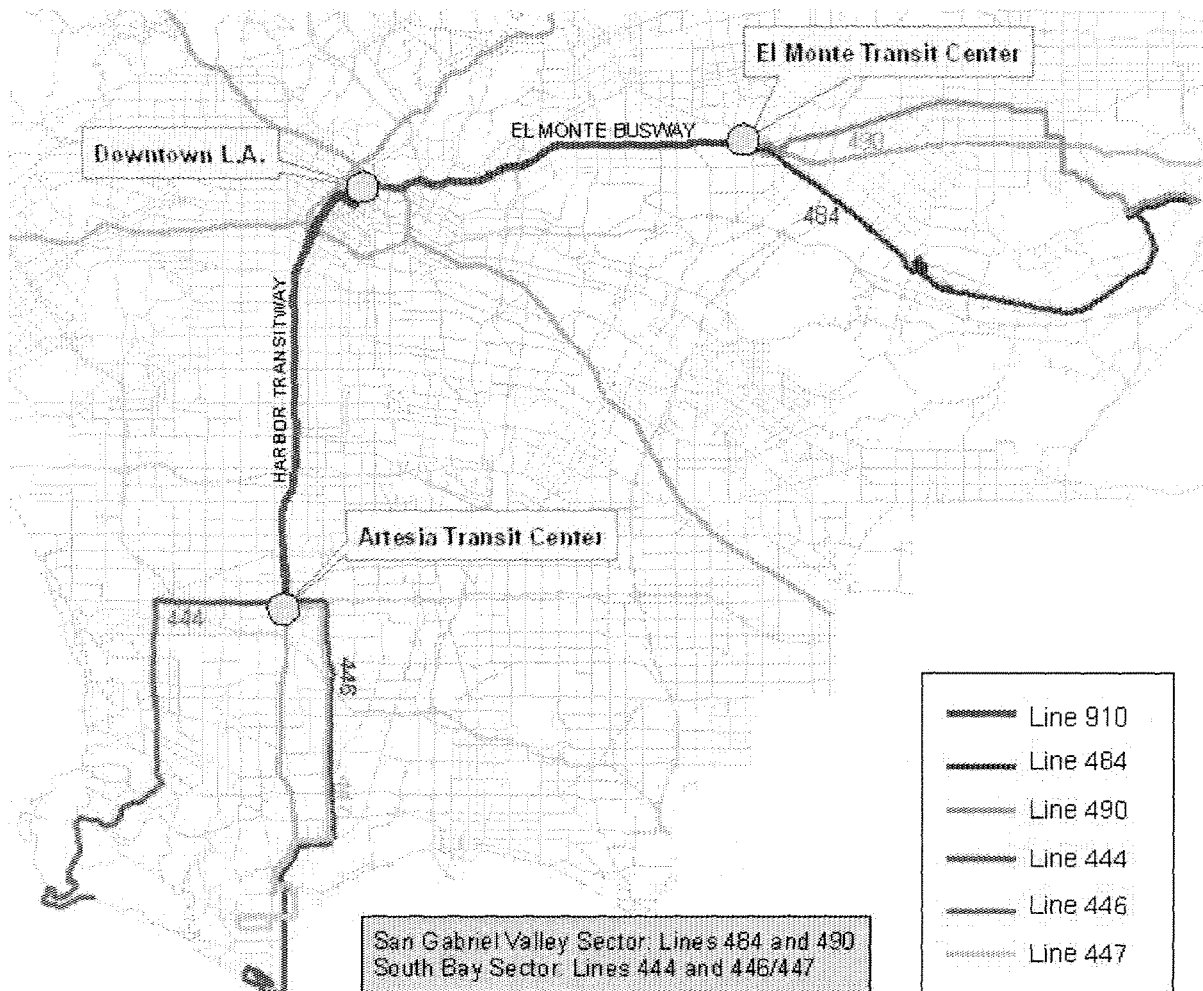 El Monte Transit Center
EL MONTE BUSWAY
490
Downtown L.A.
484
HARBOR TRANSITWAY
Artesia Transit Center
444
446
Line 910
Line 484
Line 490
Line 444
Line 446
Line 447
San Gabriel Valley Sector: Lines 484 and 490
South Bay Sector: Lines 444 and 446/447